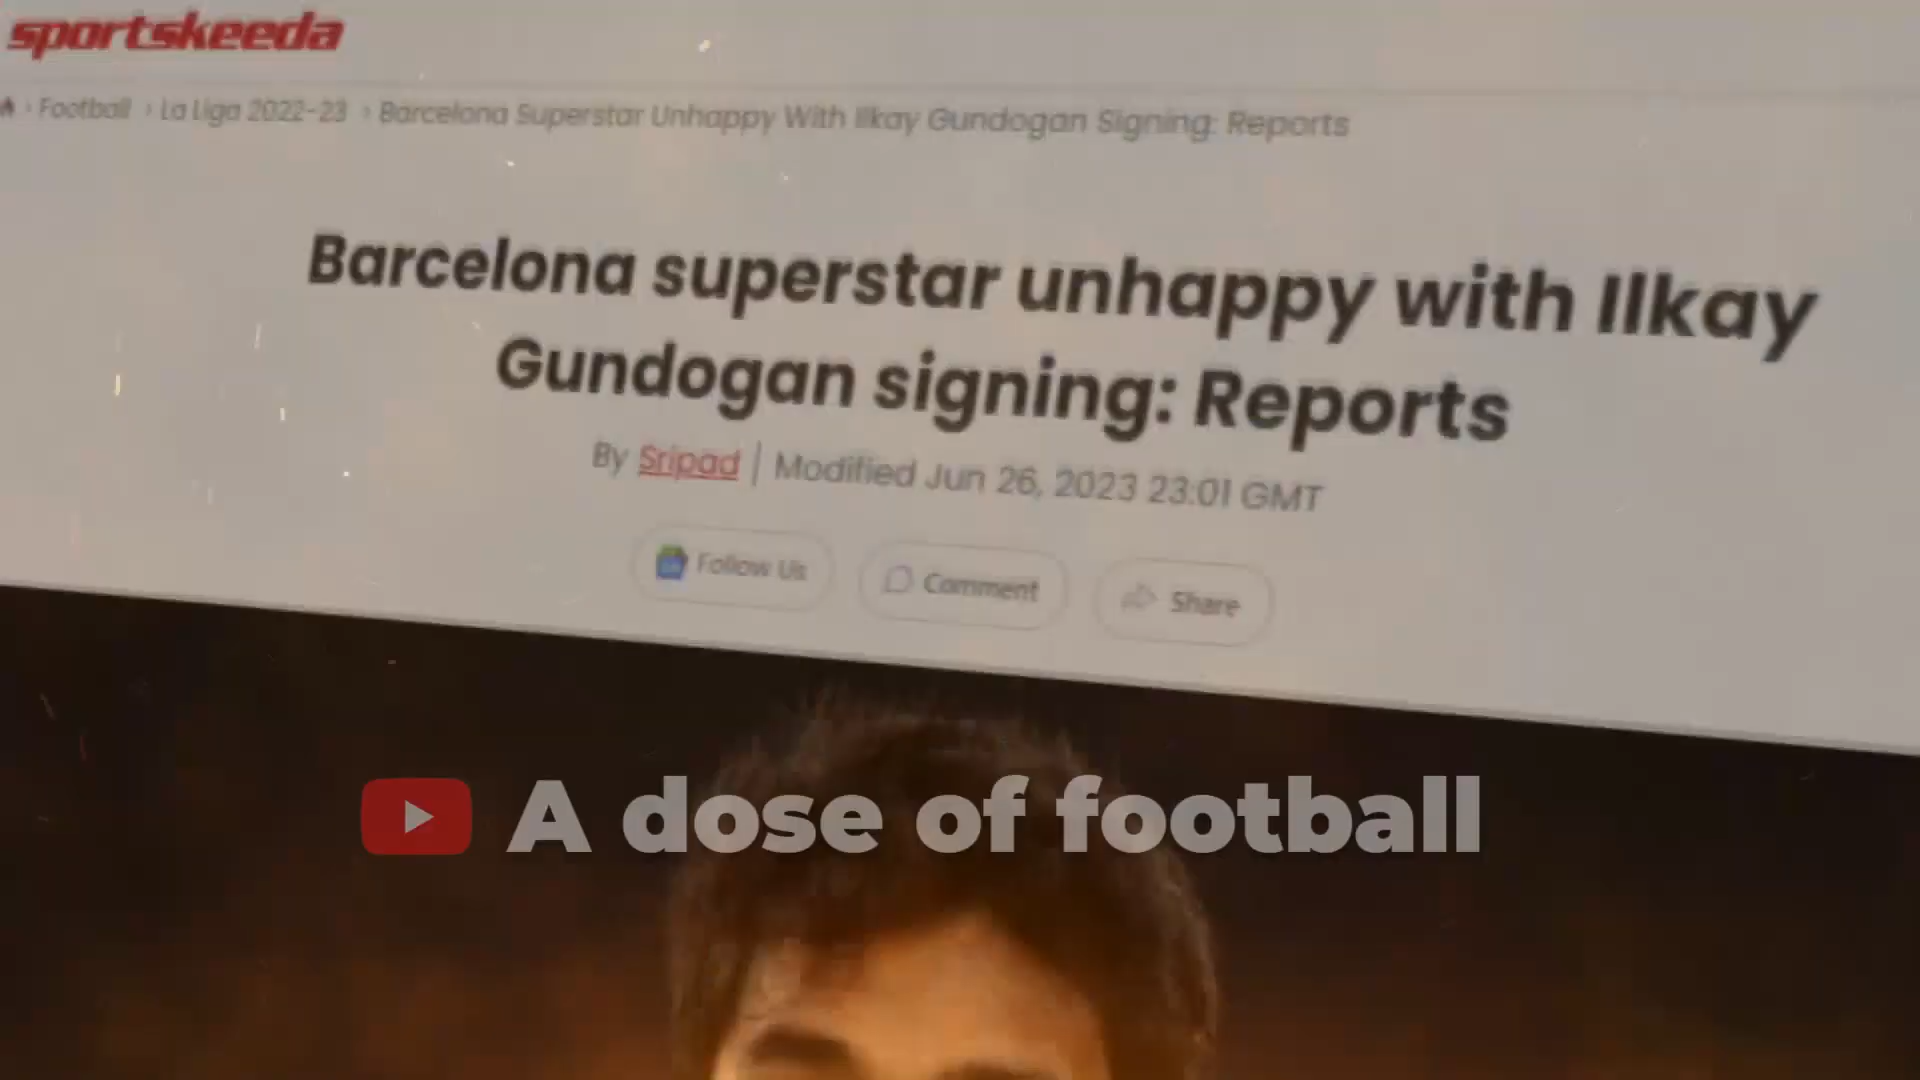 sportskeeda
Football › La Liga 2022-23 › Barcelona Superstar Unhappy With Ilkay Gundogan Signing: Reports
Barcelona superstar unhappy with Ilkay
Gundogan signing: Reports
By Sripad | Modified Jun 26, 2023 23:01 GMT
Follow Us Comment Share
A dose of football